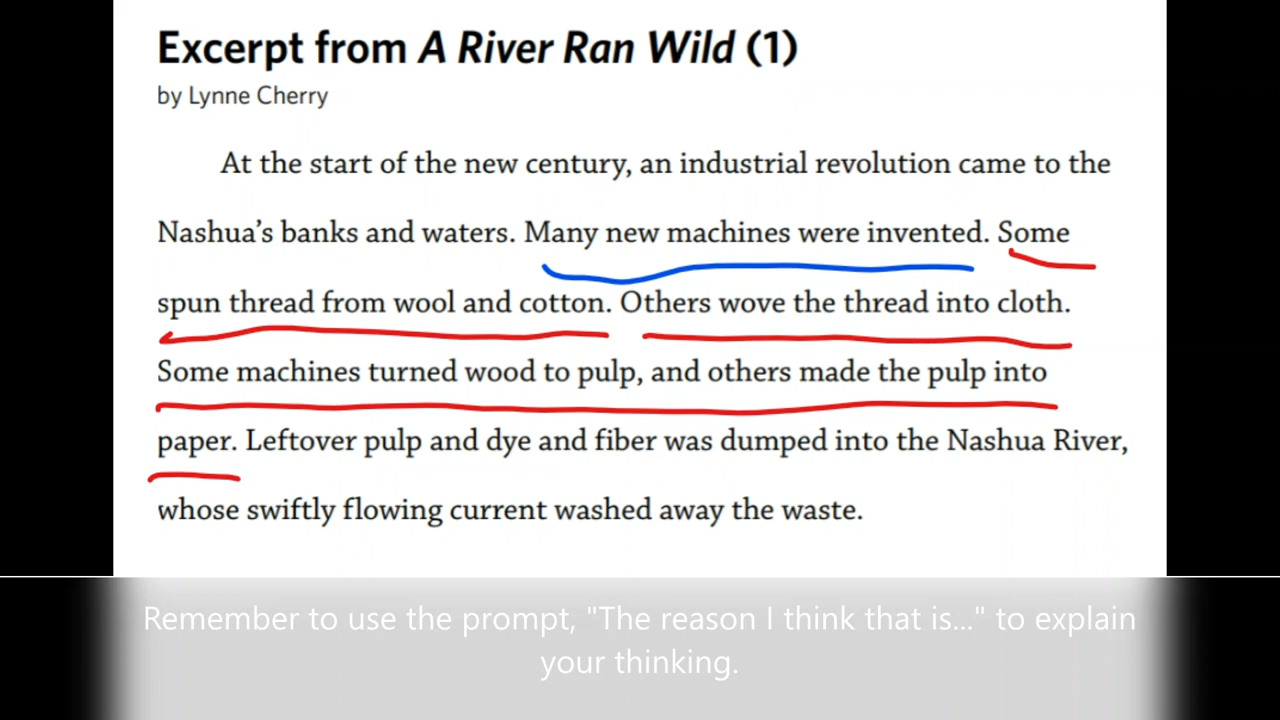 Excerpt from A River Ran Wild (1)
by Lynne Cherry
At the start of the new century, an industrial revolution came to the
Nashua’s banks and waters. Many new machines were invented. Some
spun thread from wool and cotton. Others wove the thread into cloth.
Some machines turned wood to pulp, and others made the pulp into
paper. Leftover pulp and dye and fiber was dumped into the Nashua River,
whose swiftly flowing current washed away the waste.
Remember to use the prompt, "The reason I think that is..." to explain
your thinking.